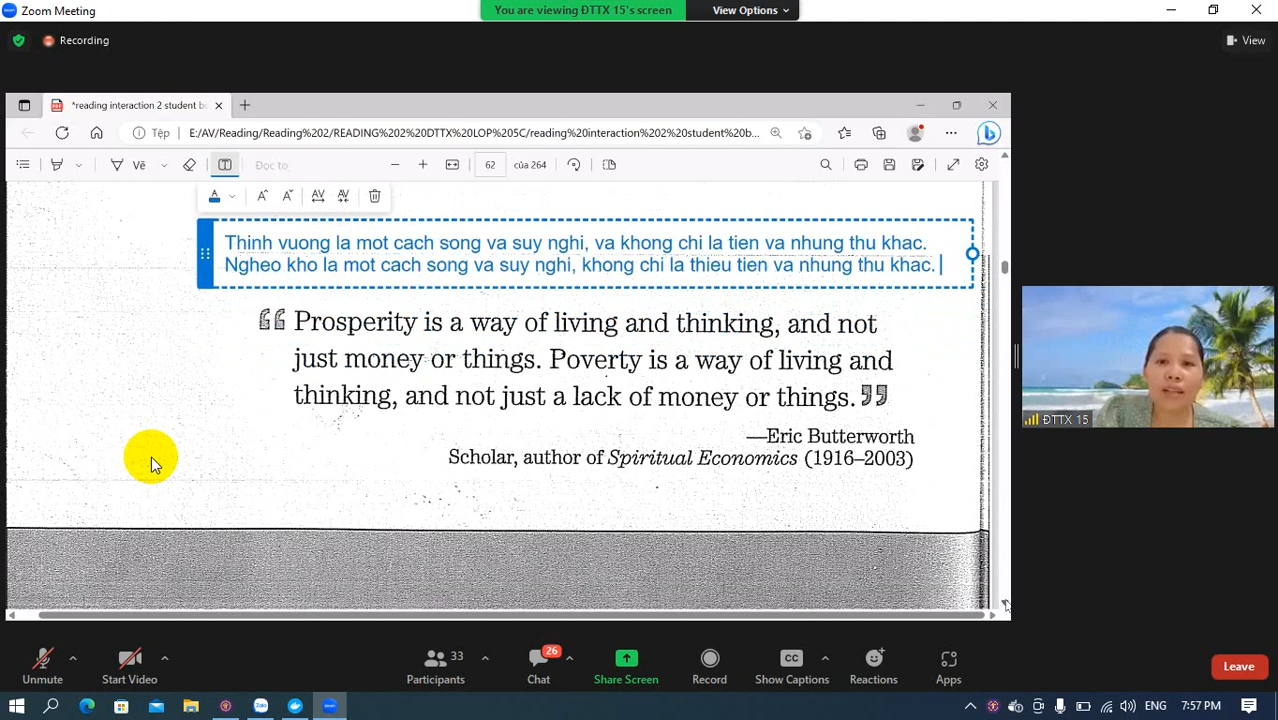 Zoom Meeting
You are viewing ĐTTX 15's screen
View Options
Recording
View
*reading interaction 2 student b
Tệp
E:/AV/Reading/Reading%202/READING%202%20DTTX%20LOP%205C/reading%20interaction%202%20student%20b...
Vẽ
Đọc to
62
của 264
Thinh vuong la mot cach song va suy nghi, va khong chi la tien va nhung thu khac.
Ngheo kho la mot cach song va suy nghi, khong chi la thieu tien va nhung thu khac.
“Prosperity is a way of living and thinking, and not
just money or things. Poverty is a way of living and
thinking, and not just a lack of money or things.”
—Eric Butterworth
Scholar, author of Spiritual Economics (1916–2003)
ĐTTX 15
Unmute
Start Video
33
Participants
26
Chat
Share Screen
Record
CC
Show Captions
Reactions
Apps
Leave
ENG
7:57 PM